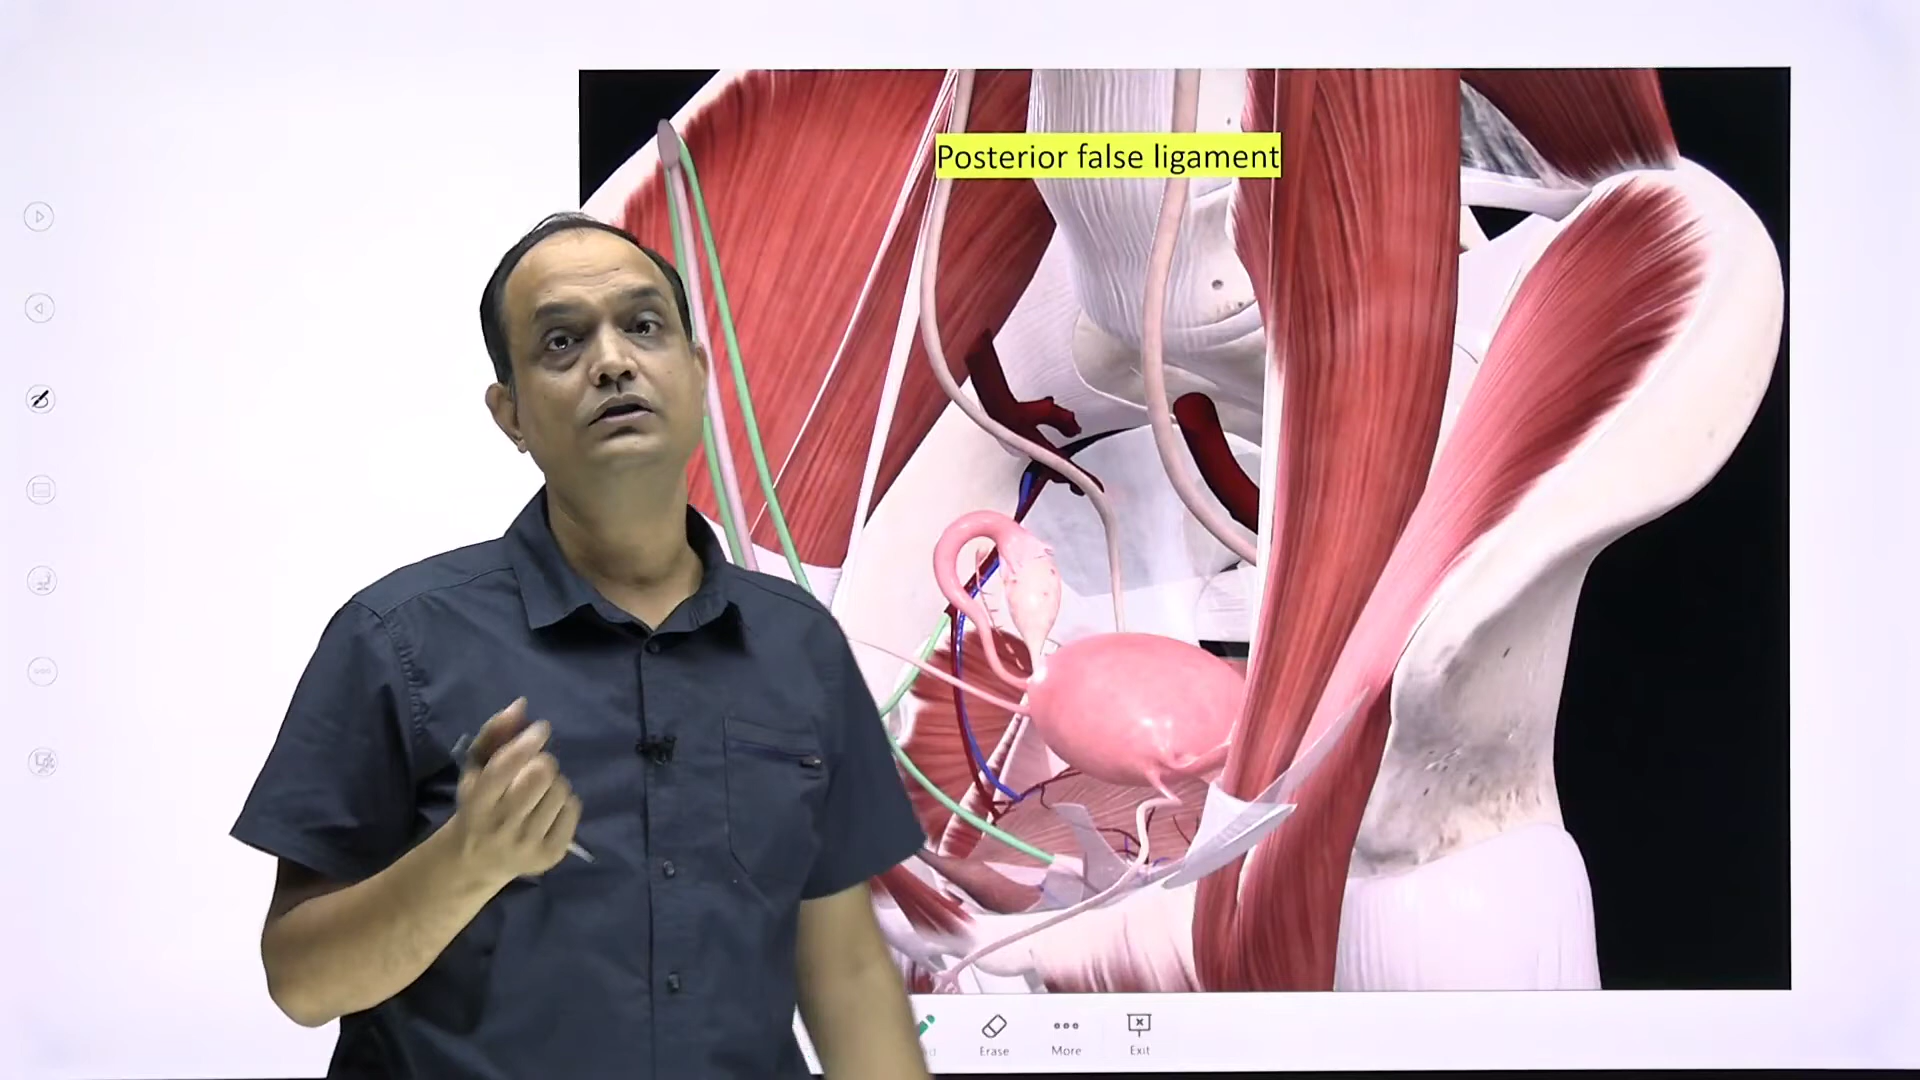 Posterior false ligament
Erase
More
Exit